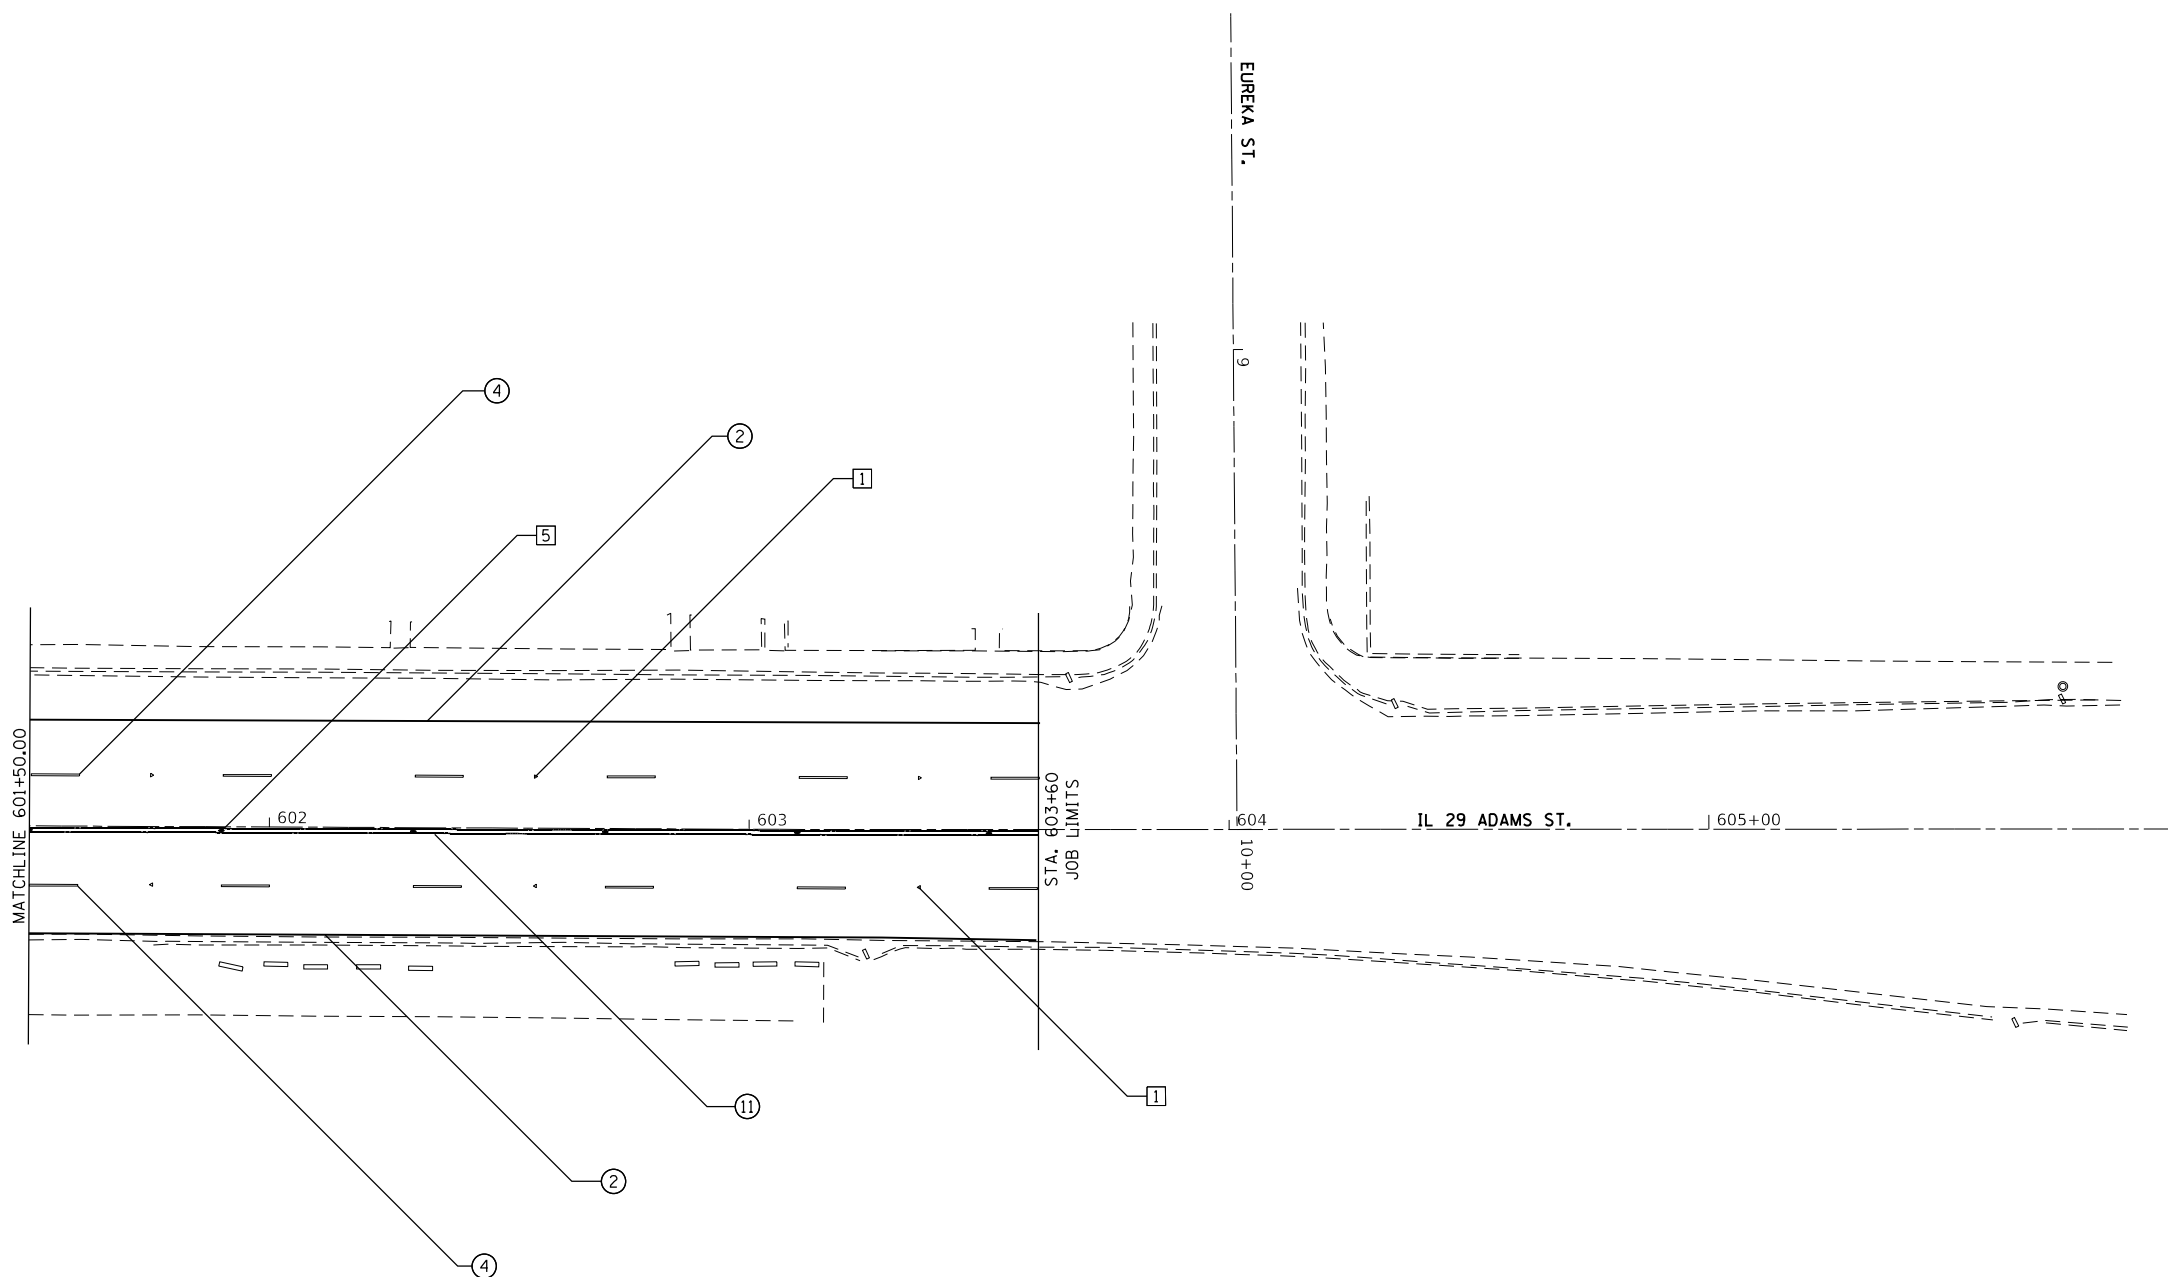 EUREKA ST.
9
4
2
1
5
MATCHLINE 601+50.00
602
603
STA. 603+60
JOB LIMITS
604
IL 29 ADAMS ST.
605+00
10+00
1
11
2
4